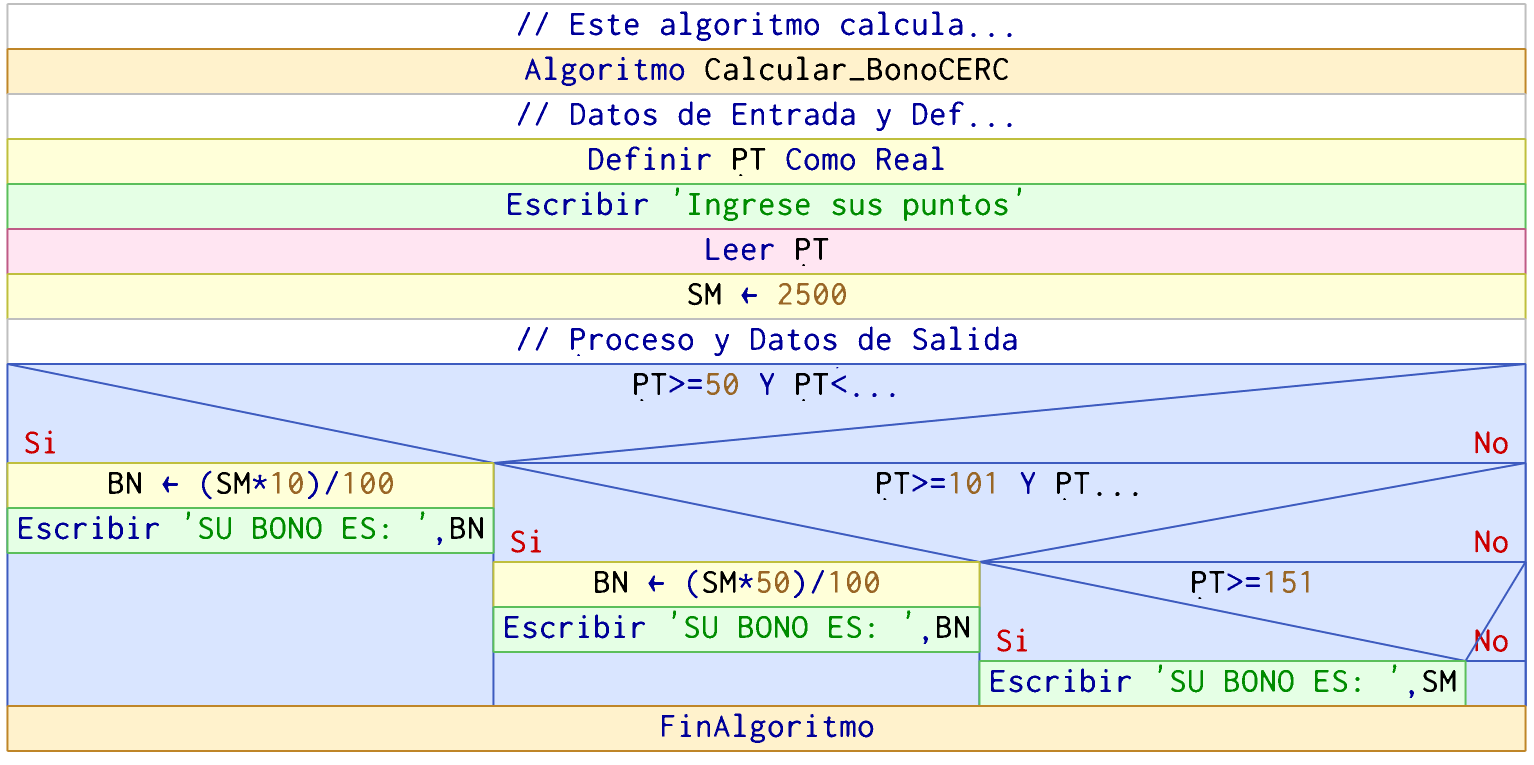 // Este algoritmo calcula...
Algoritmo Calcular_BonoCERC
// Datos de Entrada y Def...
Definir PT Como Real
Escribir 'Ingrese sus puntos'
Leer PT
SM ← 2500
// Proceso y Datos de Salida
PT>=50 Y PT<...
Si
No
BN ← (SM*10)/100
PT>=101 Y PT...
Escribir 'SU BONO ES: ',BN
Si
No
BN ← (SM*50)/100
PT>=151
Escribir 'SU BONO ES: ',BN
Si
No
Escribir 'SU BONO ES: ',SM
FinAlgoritmo